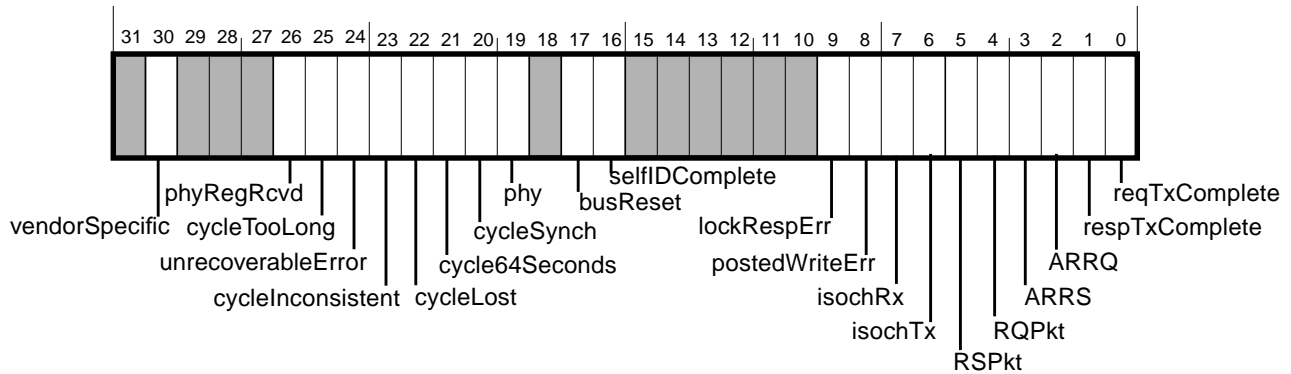 31 30 29 28 27 26 25 24 23 22 21 20 19 18 17 16 15 14 13 12 11 10 9 8 7 6 5 4 3 2 1 0
phyRegRcvd phy selfIDComplete reqTxComplete
vendorSpecific cycleTooLong cycleSynch busReset lockRespErr respTxComplete
unrecoverableError cycle64Seconds postedWriteErr ARRQ
cycleInconsistent cycleLost isochRx ARRS
isochTx RQPkt
RSPkt